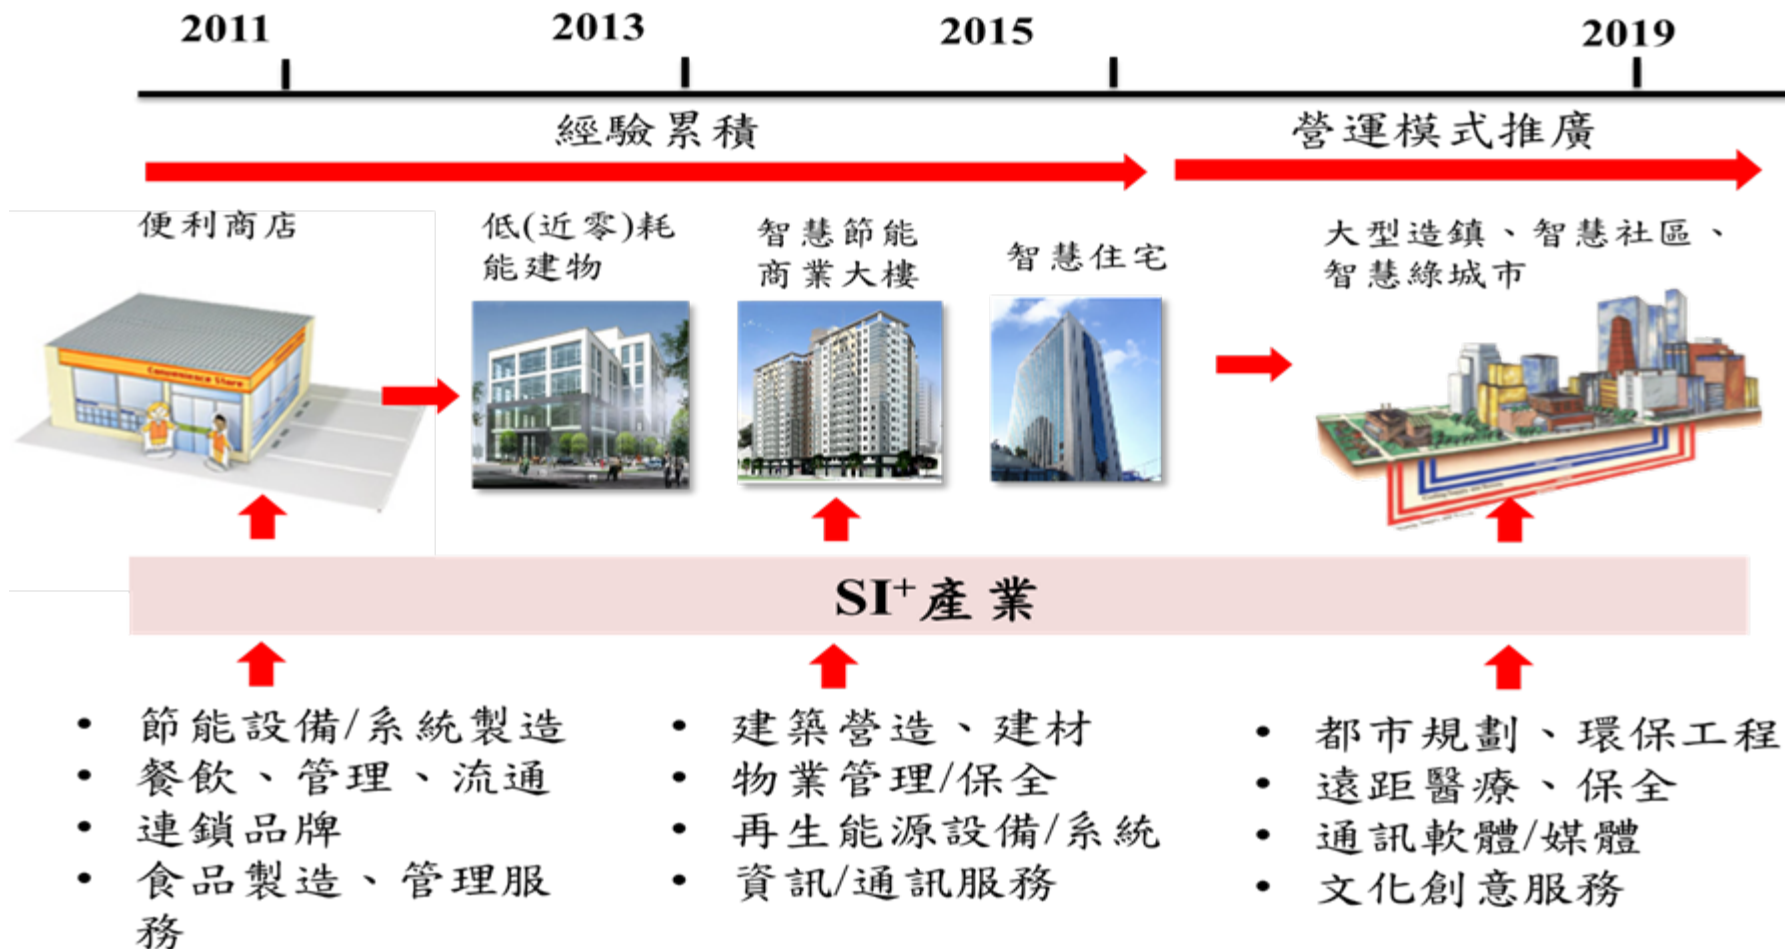 2011
2013
2015
2019
經驗累積
營運模式推廣
便利商店
低(近零)耗
能建物
智慧節能
商業大樓
智慧住宅
大型造鎮、智慧社區、
智慧綠城市
Convenience Store
SI⁺產業
• 節能設備/系統製造
• 餐飲、管理、流通
• 連鎖品牌
• 食品製造、管理服
務
• 建築營造、建材
• 物業管理/保全
• 再生能源設備/系統
• 資訊/通訊服務
• 都市規劃、環保工程
• 遠距醫療、保全
• 通訊軟體/媒體
• 文化創意服務